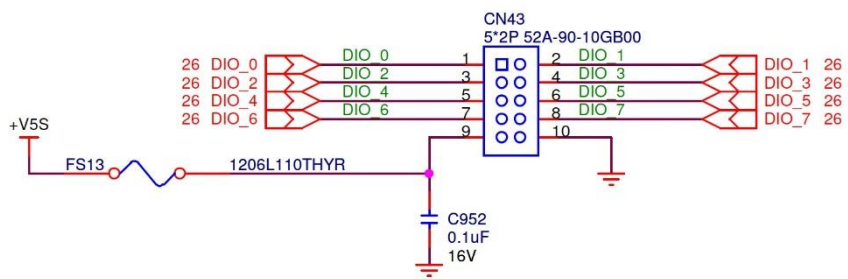 CN43
5*2P 52A-90-10GB00
26 DIO_0 DIO_0 1 2 DIO_1 DIO_1 26
26 DIO_2 DIO_2 3 4 DIO_3 DIO_3 26
26 DIO_4 DIO_4 5 6 DIO_5 DIO_5 26
26 DIO_6 DIO_6 7 8 DIO_7 DIO_7 26
9 10
+V5S
FS13 1206L110THYR
C952
0.1uF
16V